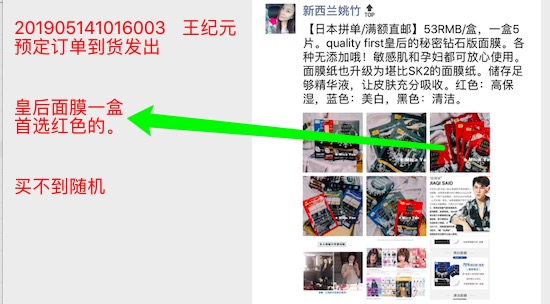 201905141016003 王纪元
预定订单到货发出
皇后面膜一盒
首选红色的。
买不到随机
新西兰姚竹
TOP
【日本拼单/满额直邮】53RMB/盒，一盒5
片。quality first皇后的秘密钻石版面膜。各
种无添加哦！敏感肌和孕妇都可放心使用。
面膜纸也升级为堪比SK2的面膜纸。储存足
够精华液，让皮肤充分吸收。红色：高保
湿，蓝色：美白，黑色：清洁。
JIAQI SAID